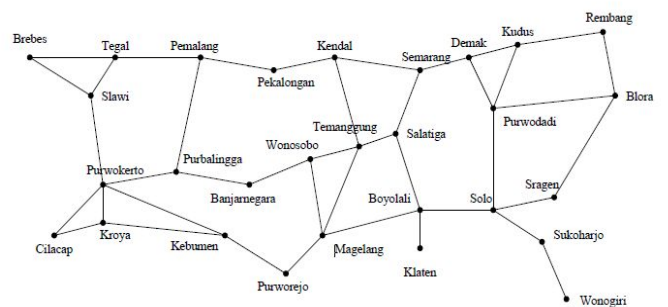 Rembang
Kudus
Brebes
Tegal
Pemalang
Kendal
Demak
Semarang
Pekalongan
Slawi
Blora
Purwodadi
Temanggung
Salatiga
Wonosobo
Purbalingga
Purwokerto
Banjarnegara
Boyolali
Solo
Sragen
Cilacap
Kroya
Kebumen
Magelang
Sukoharjo
Klaten
Purworejo
Wonogiri